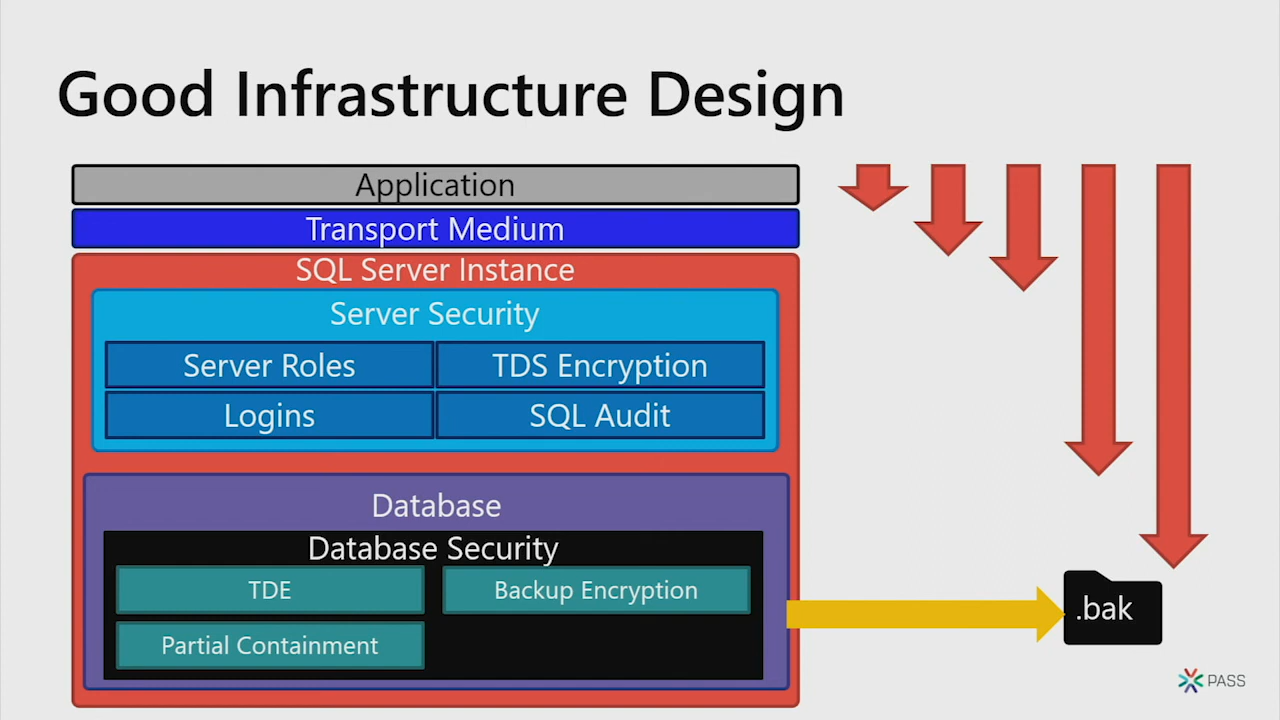 Good Infrastructure Design
Application
Transport Medium
SQL Server Instance
Server Security
Server Roles
TDS Encryption
Logins
SQL Audit
Database
Database Security
TDE
Backup Encryption
Partial Containment
.bak
PASS